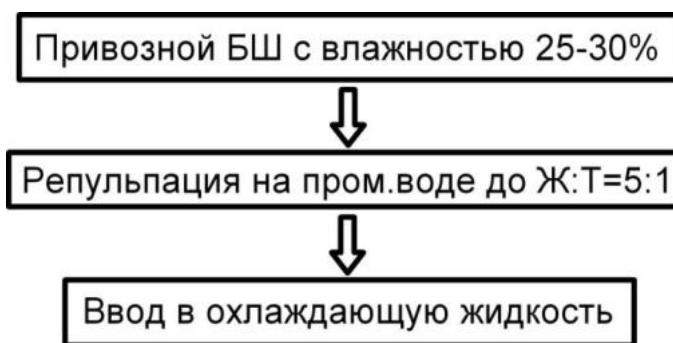 Привозной БШ с влажностью 25-30%
Репульпация на пром.воде до Ж:Т=5:1
Ввод в охлаждающую жидкость